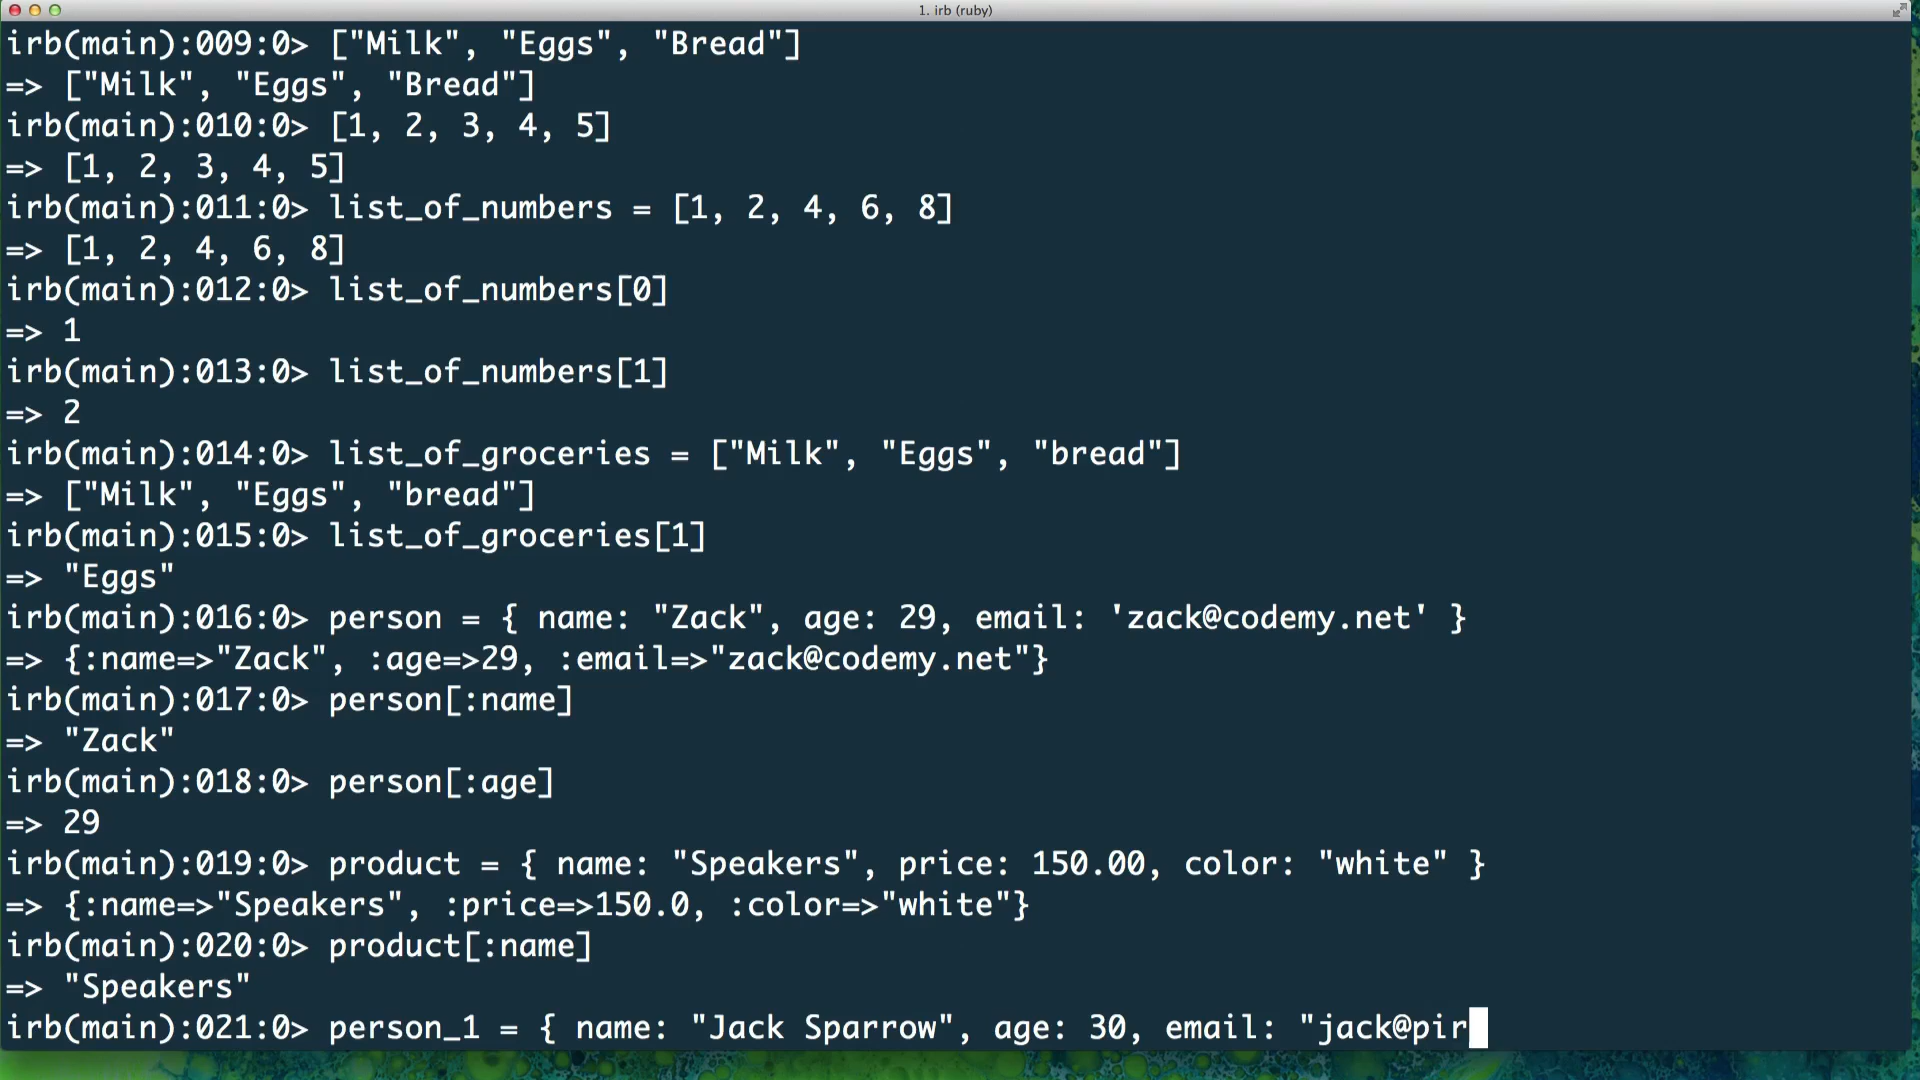 1. irb (ruby)
irb(main):009:0> ["Milk", "Eggs", "Bread"]
=> ["Milk", "Eggs", "Bread"]
irb(main):010:0> [1, 2, 3, 4, 5]
=> [1, 2, 3, 4, 5]
irb(main):011:0> list_of_numbers = [1, 2, 4, 6, 8]
=> [1, 2, 4, 6, 8]
irb(main):012:0> list_of_numbers[0]
=> 1
irb(main):013:0> list_of_numbers[1]
=> 2
irb(main):014:0> list_of_groceries = ["Milk", "Eggs", "bread"]
=> ["Milk", "Eggs", "bread"]
irb(main):015:0> list_of_groceries[1]
=> "Eggs"
irb(main):016:0> person = { name: "Zack", age: 29, email: 'zack@codemy.net' }
=> {:name=>"Zack", :age=>29, :email=>"zack@codemy.net"}
irb(main):017:0> person[:name]
=> "Zack"
irb(main):018:0> person[:age]
=> 29
irb(main):019:0> product = { name: "Speakers", price: 150.00, color: "white" }
=> {:name=>"Speakers", :price=>150.0, :color=>"white"}
irb(main):020:0> product[:name]
=> "Speakers"
irb(main):021:0> person_1 = { name: "Jack Sparrow", age: 30, email: "jack@pir